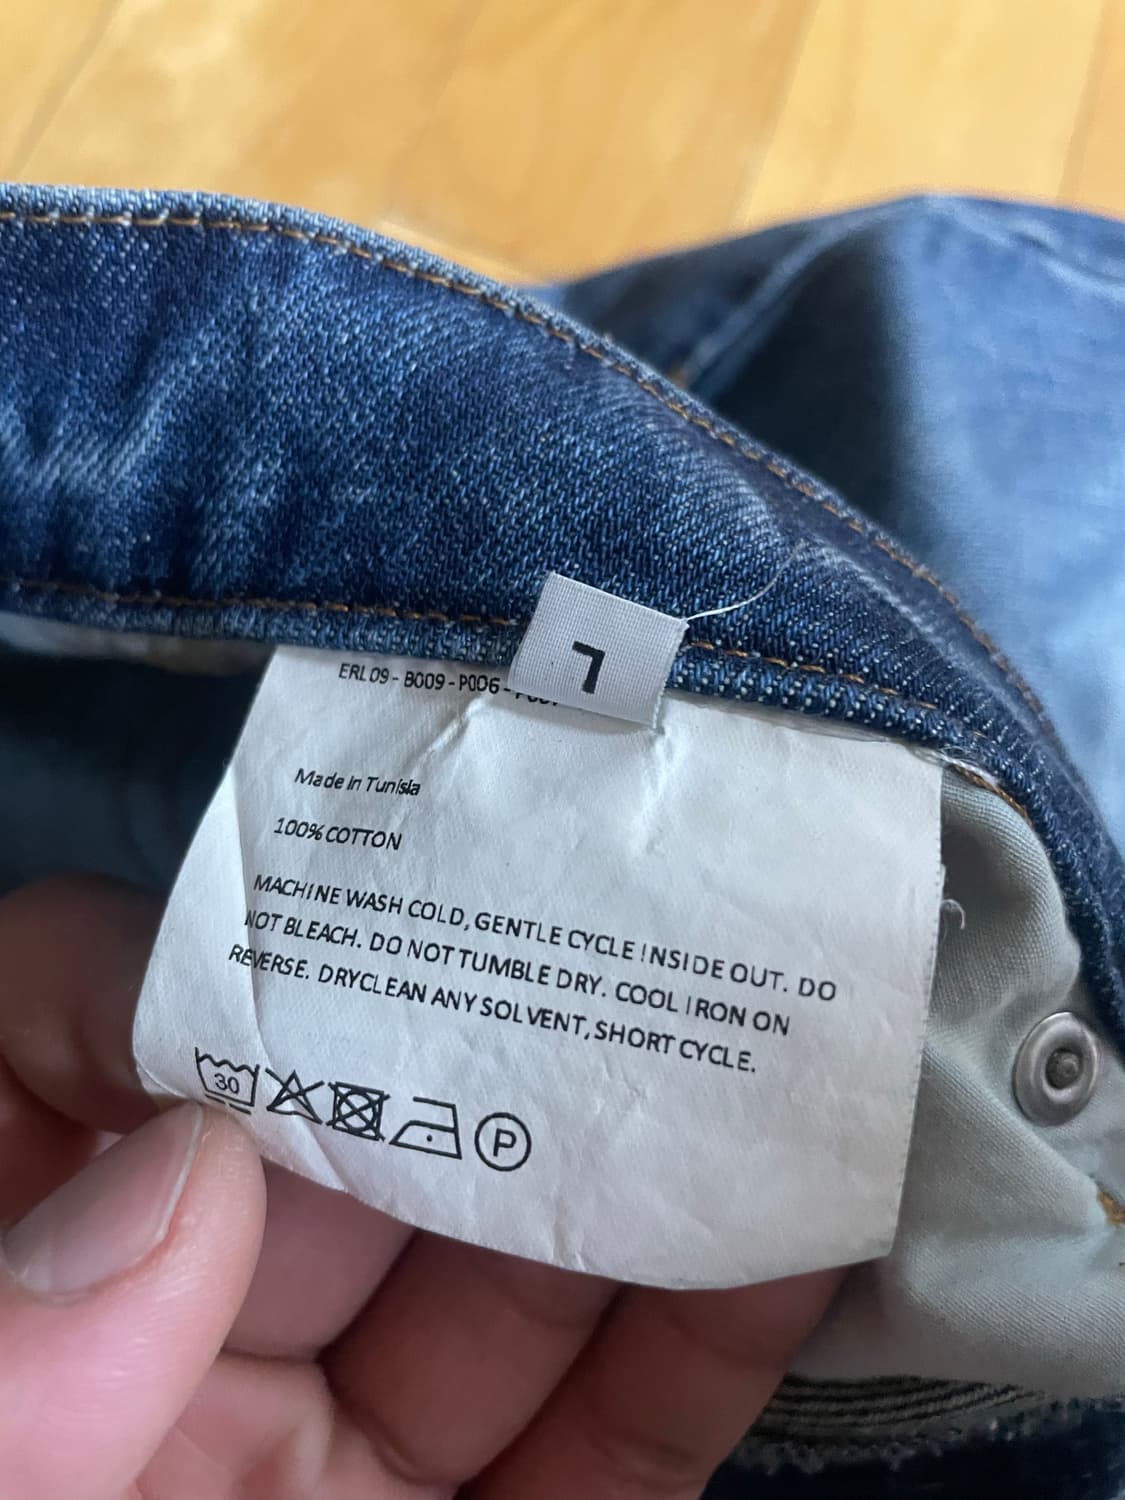 L
ERL09 - B009 - P006 -
Made in Tunisia
100% COTTON
MACHINE WASH COLD, GENTLE CYCLE INSIDE OUT. DO
NOT BLEACH. DO NOT TUMBLE DRY. COOL IRON ON
REVERSE. DRYCLEAN ANY SOLVENT, SHORT CYCLE.
30
P